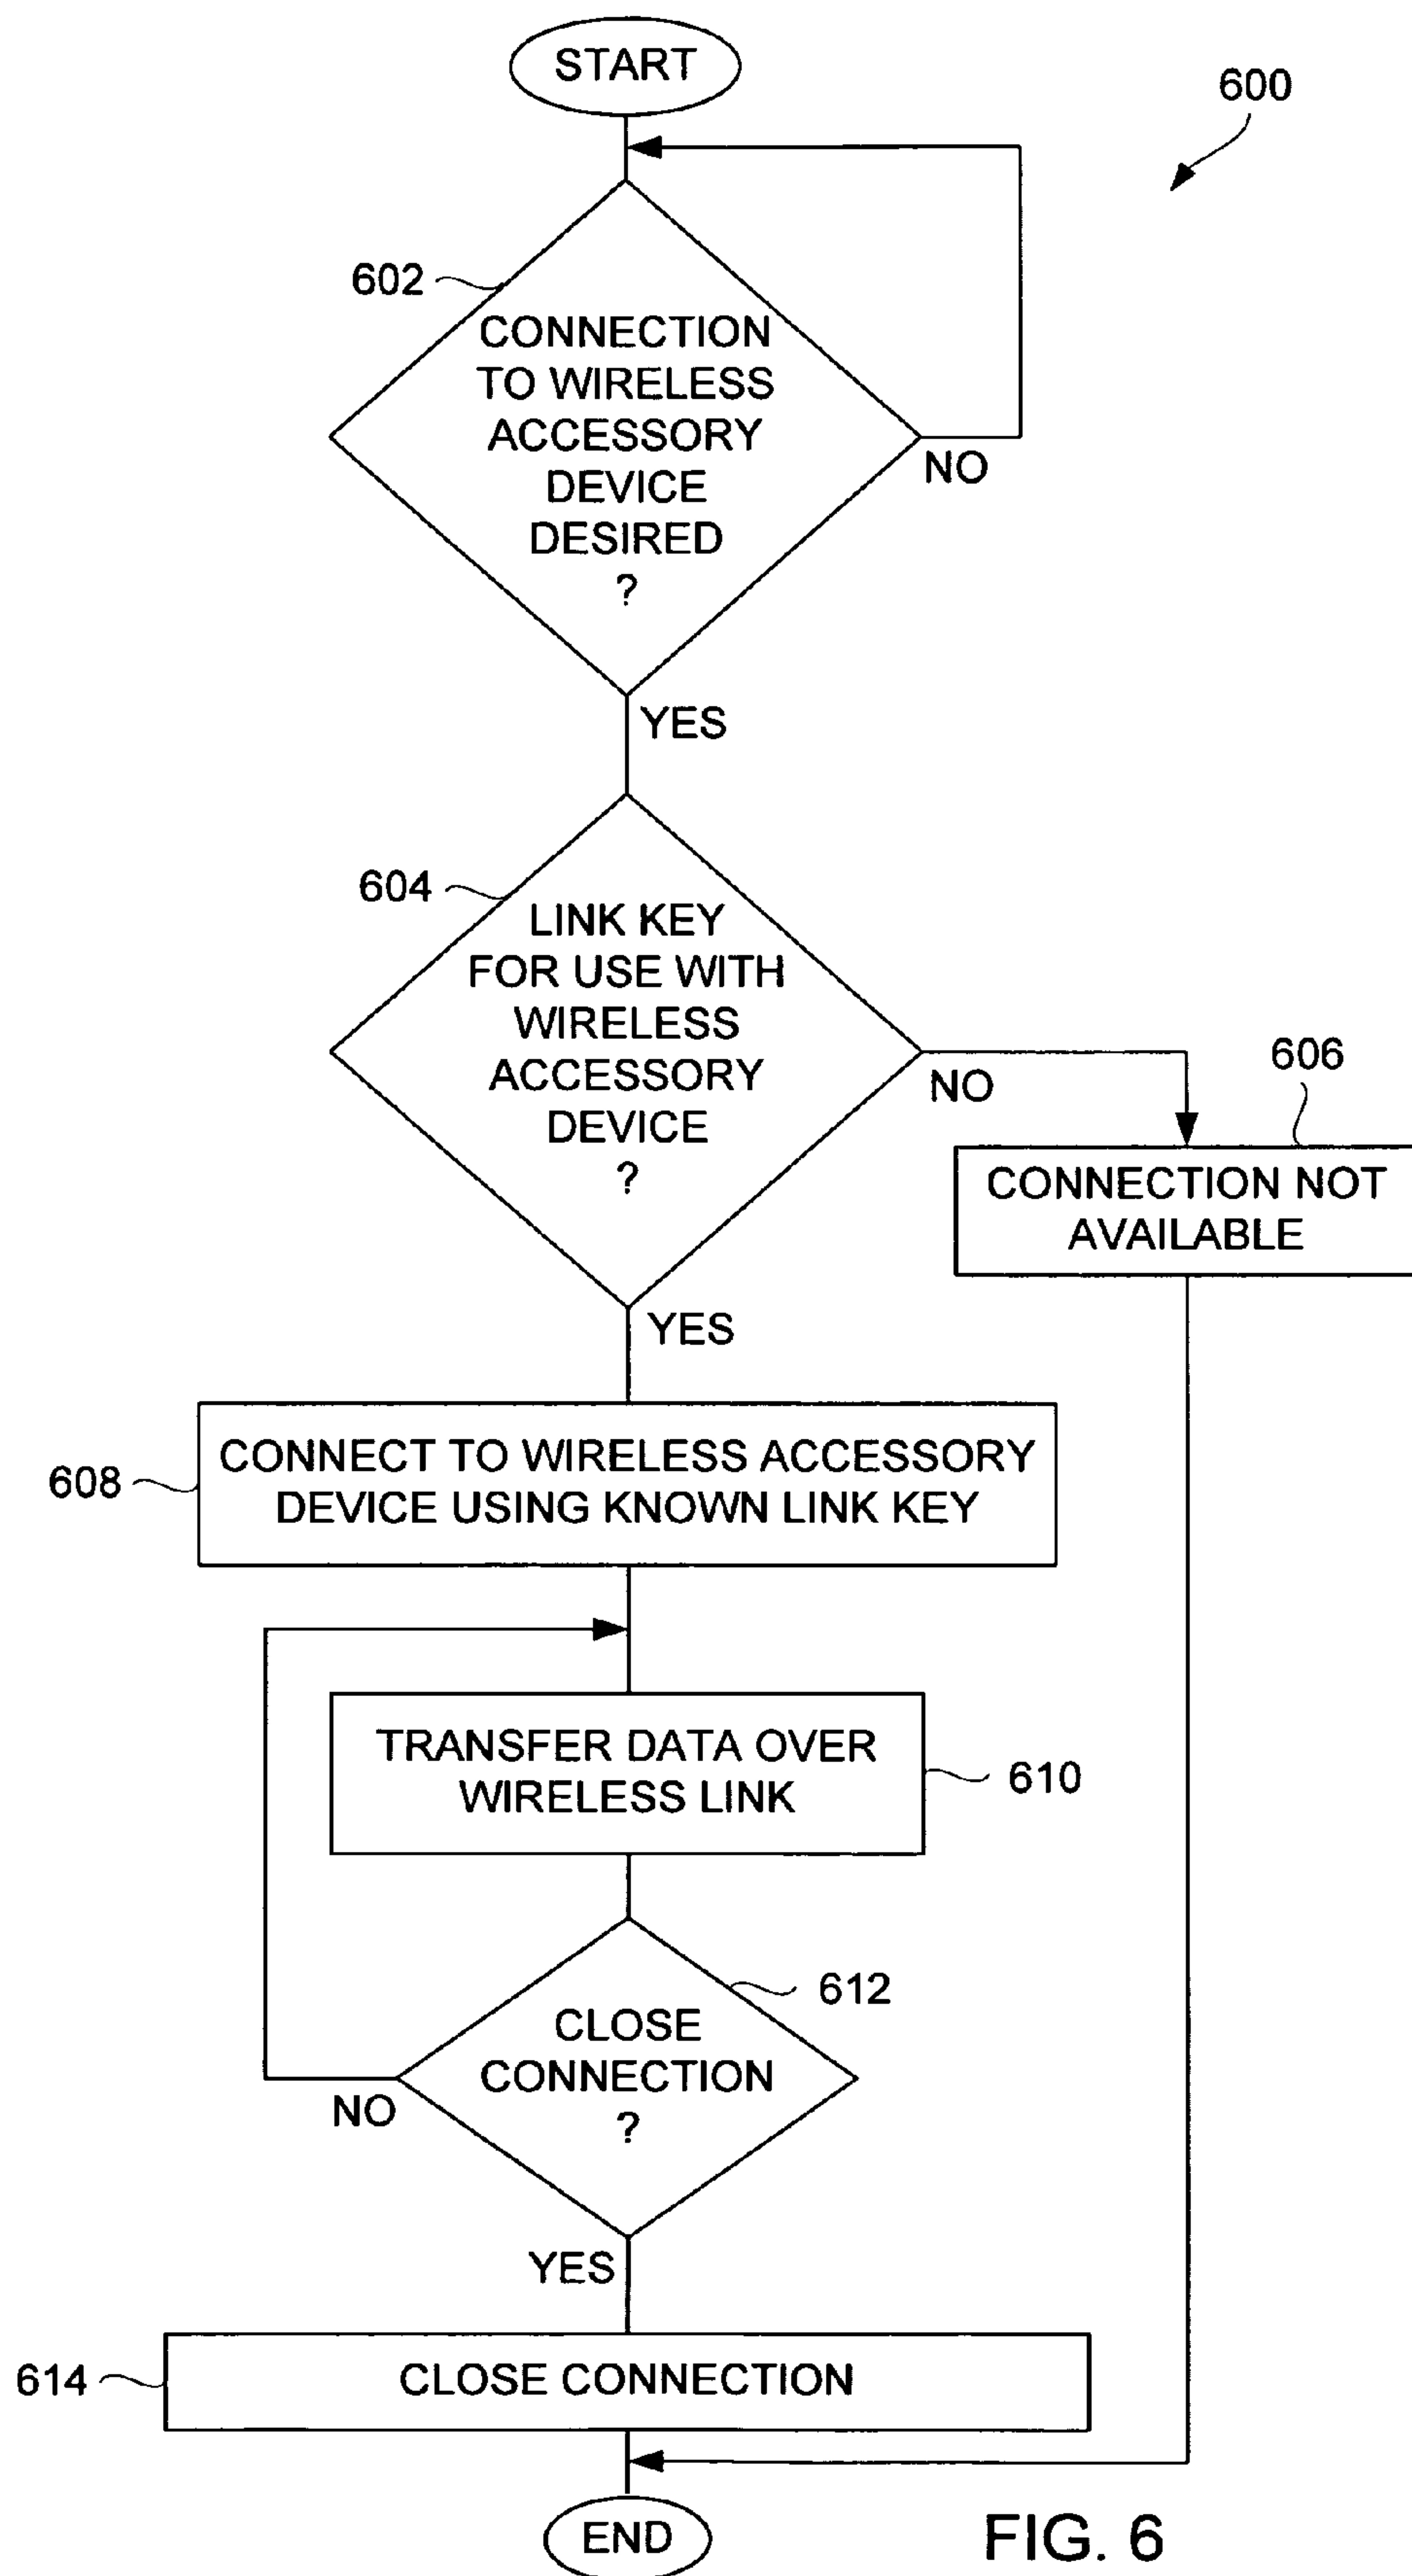 START
600
602
CONNECTION
TO WIRELESS
ACCESSORY
DEVICE
DESIRED
?
NO
YES
604
LINK KEY
FOR USE WITH
WIRELESS
ACCESSORY
DEVICE
?
NO
606
CONNECTION NOT
AVAILABLE
YES
608
CONNECT TO WIRELESS ACCESSORY
DEVICE USING KNOWN LINK KEY
TRANSFER DATA OVER
WIRELESS LINK
610
612
CLOSE
CONNECTION
?
NO
YES
614
CLOSE CONNECTION
END
FIG. 6